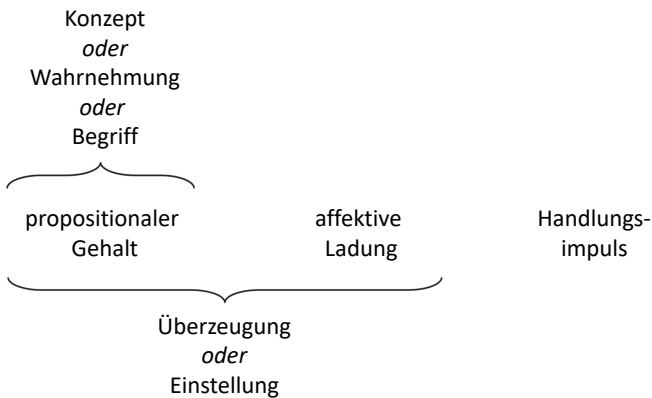 Konzept
oder
Wahrnehmung
oder
Begriff
propositionaler Gehalt
affektive Ladung
Handlungs-
impuls
Überzeugung
oder
Einstellung